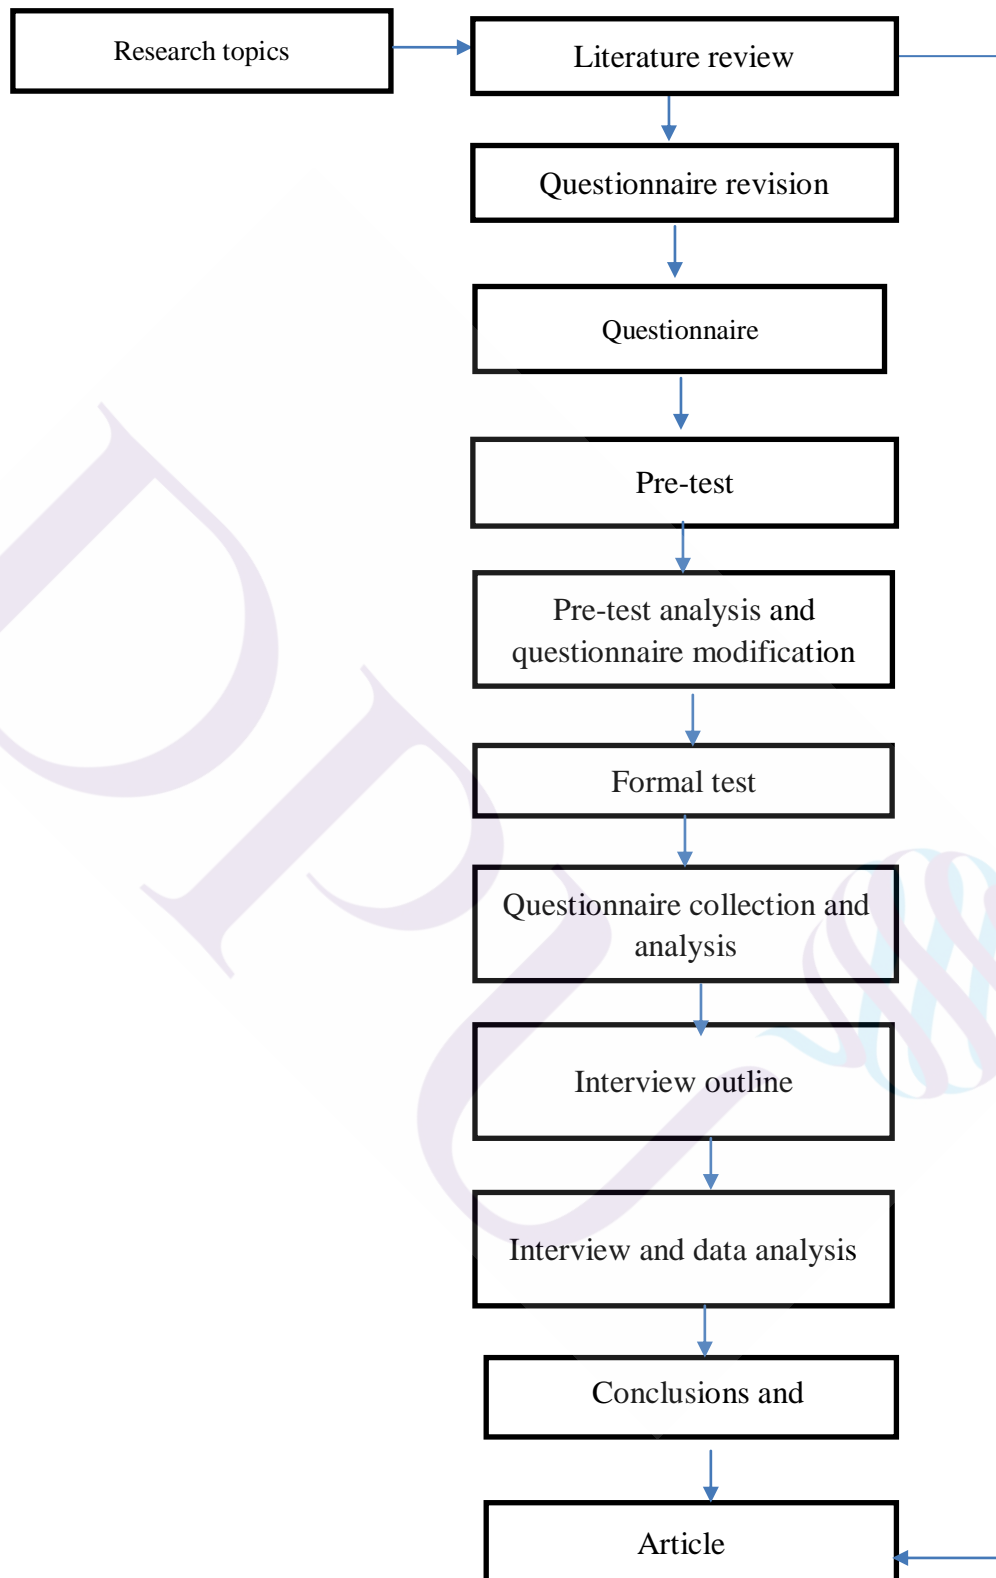 Research topics
Literature review
Questionnaire revision
Questionnaire
Pre-test
Pre-test analysis and
questionnaire modification
Formal test
Questionnaire collection and
analysis
Interview outline
Interview and data analysis
Conclusions and
Article
DPU